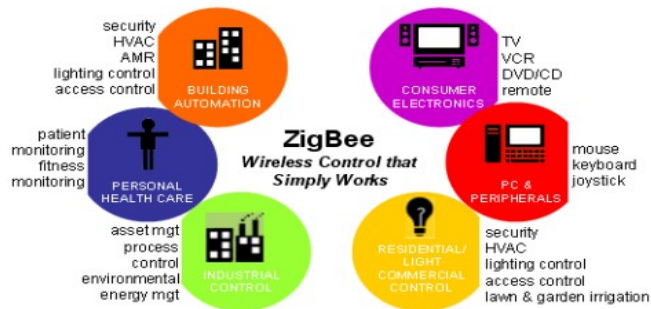 security
HVAC
AMR
lighting control
access control
BUILDING
AUTOMATION
CONSUMER
ELECTRONICS
TV
VCR
DVD/CD
remote
patient
monitoring
fitness
monitoring
PERSONAL
HEALTH CARE
ZigBee
Wireless Control that
Simply Works
PC &
PERIPHERALS
mouse
keyboard
joystick
asset mgt
process
control
environmental
energy mgt
INDUSTRIAL
CONTROL
RESIDENTIAL/
LIGHT
COMMERCIAL
CONTROL
security
HVAC
lighting control
access control
lawn & garden irrigation